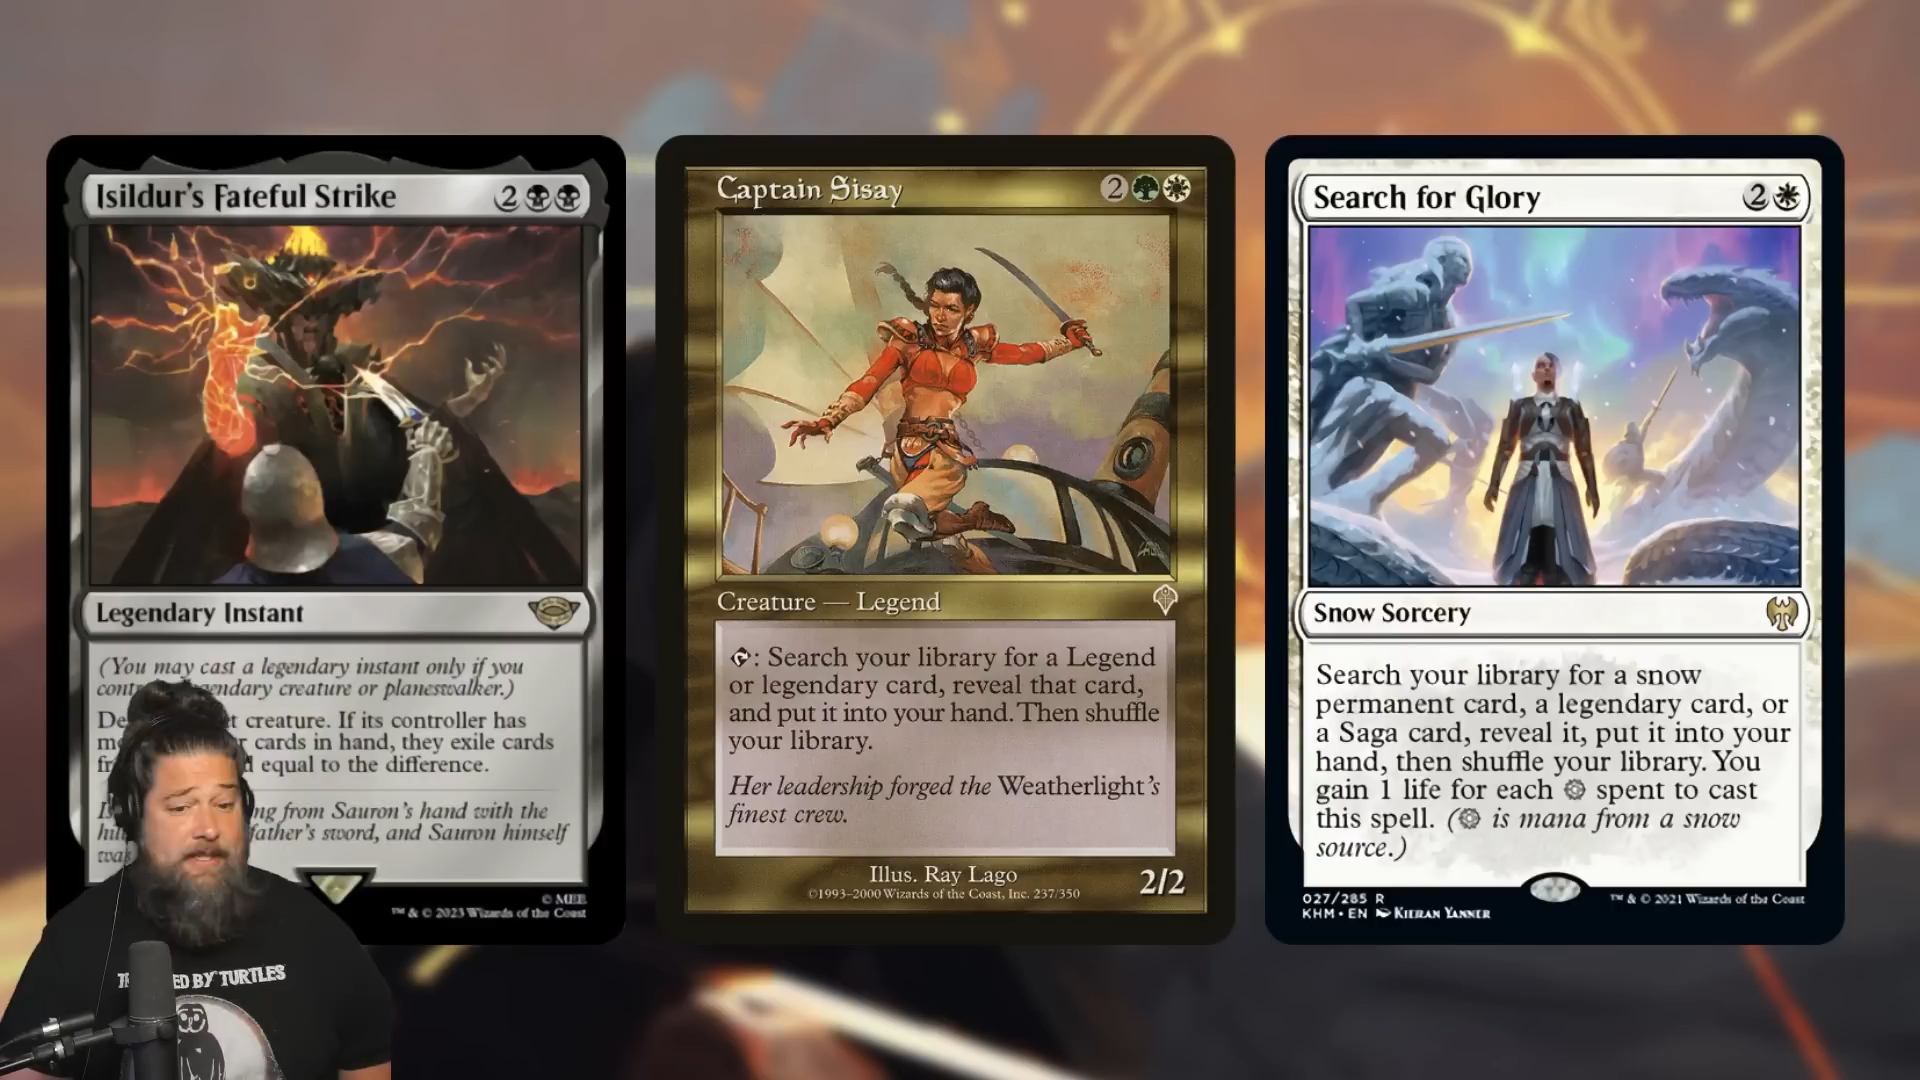 Isildur's Fateful Strike 2
Legendary Instant
(You may cast a legendary instant only if you
legendary creature or planeswalker.)
creature. If its controller has
cards in hand, they exile cards
equal to the difference.
from Sauron's hand with the
father's sword, and Sauron himself
was
© MEE
™ & © 2023 Wizards of the Coast
Captain Sisay 2
Creature — Legend
: Search your library for a Legend
or legendary card, reveal that card,
and put it into your hand. Then shuffle
your library.
Her leadership forged the Weatherlight's
finest crew.
Illus. Ray Lago
©1993–2000 Wizards of the Coast, Inc. 237/350
2/2
Search for Glory 2
Snow Sorcery
Search your library for a snow
permanent card, a legendary card, or
a Saga card, reveal it, put it into your
hand, then shuffle your library. You
gain 1 life for each spent to cast
this spell. ( is mana from a snow
source.)
027/285 R
KHM • EN Kieran Yanner
™ & © 2021 Wizards of the Coast
BY TURTLES